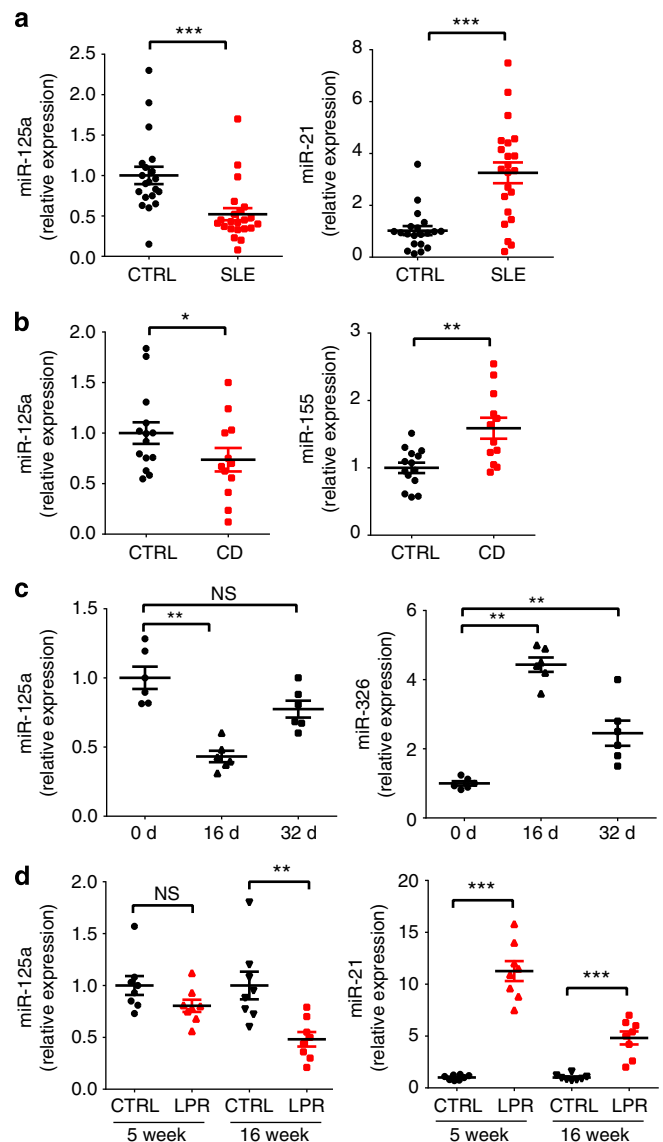 a
***
miR-125a
(relative expression)
2.5
2.0
1.5
1.0
0.5
0.0
CTRL SLE
***
miR-21
(relative expression)
8
6
4
2
0
CTRL SLE
b
*
miR-125a
(relative expression)
2.0
1.5
1.0
0.5
0.0
CTRL CD
**
miR-155
(relative expression)
3
2
1
0
CTRL CD
c
NS
**
miR-125a
(relative expression)
1.5
1.0
0.5
0.0
0 d 16 d 32 d
**
**
miR-326
(relative expression)
6
4
2
0
0 d 16 d 32 d
d
NS
**
miR-125a
(relative expression)
2.0
1.5
1.0
0.5
0.0
CTRL LPR CTRL LPR
5 week 16 week
***
***
miR-21
(relative expression)
20
15
10
5
0
CTRL LPR CTRL LPR
5 week 16 week